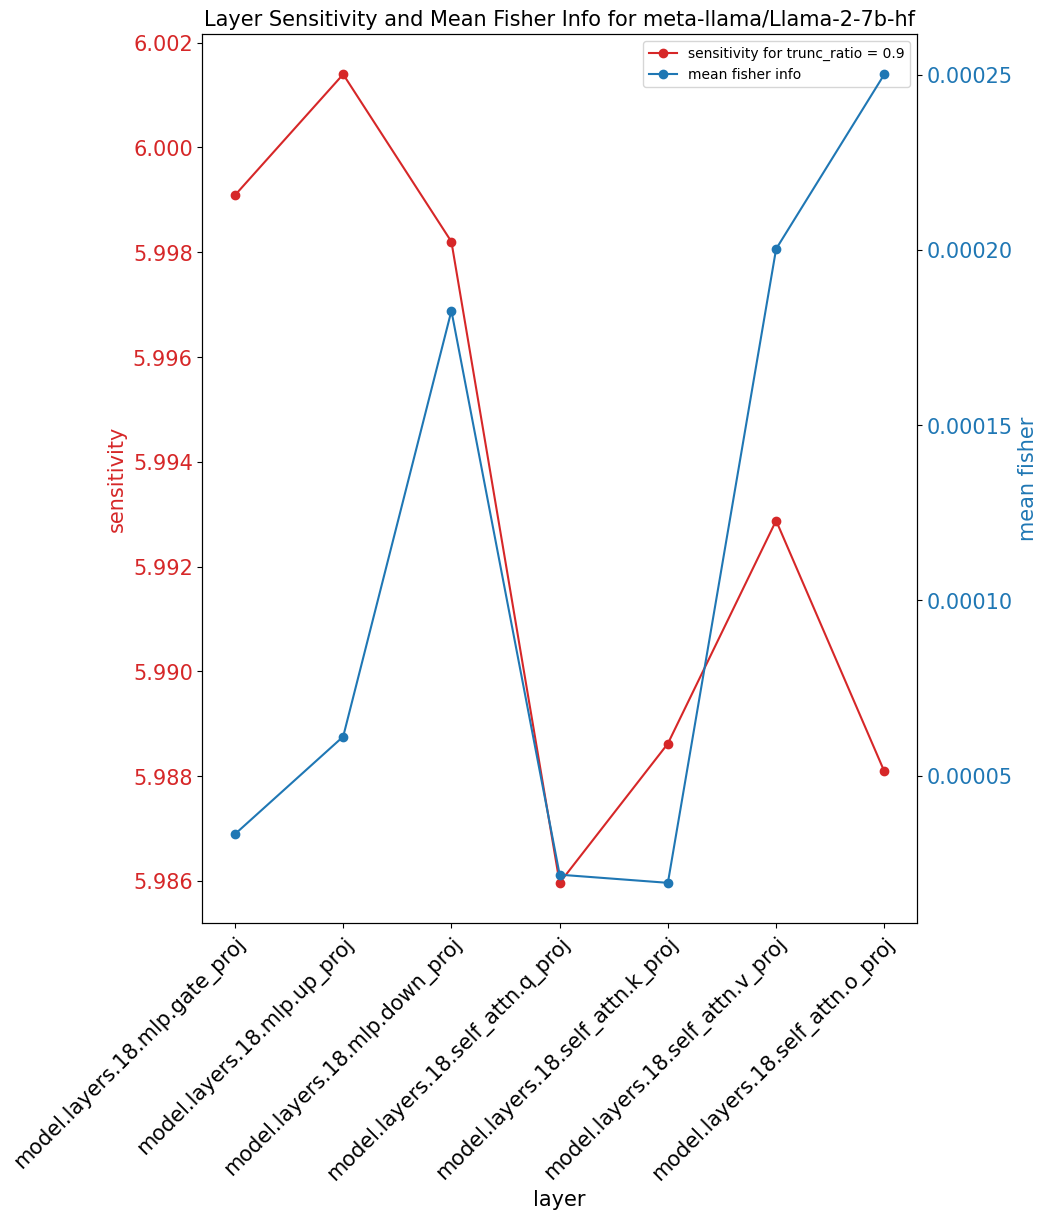 Layer Sensitivity and Mean Fisher Info for meta-llama/Llama-2-7b-hf
sensitivity for trunc_ratio = 0.9
mean fisher info
6.002
6.000
5.998
5.996
5.994
5.992
5.990
5.988
5.986
sensitivity
0.00025
0.00020
0.00015
0.00010
0.00005
mean fisher
model.layers.18.mlp.gate_proj
model.layers.18.mlp.up_proj
model.layers.18.mlp.down_proj
model.layers.18.self_attn.q_proj
model.layers.18.self_attn.k_proj
model.layers.18.self_attn.v_proj
model.layers.18.self_attn.o_proj
layer